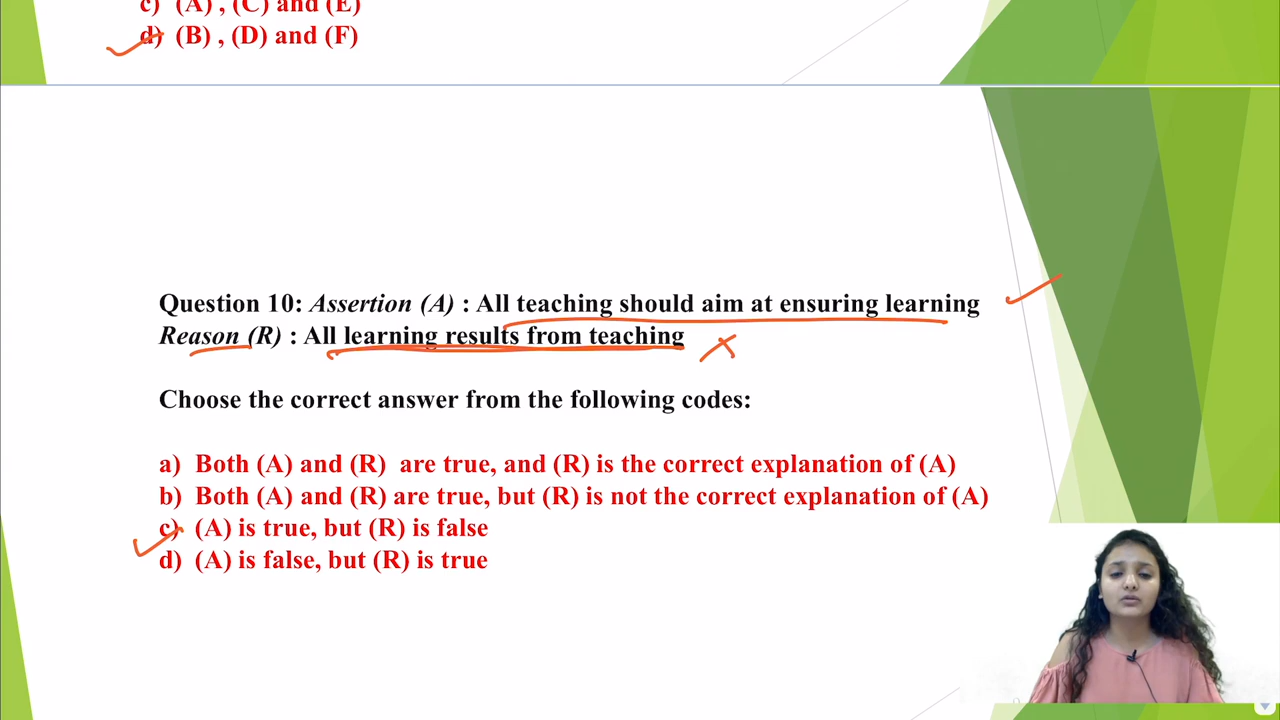 c) (A) , (C) and (E)
d) (B) , (D) and (F)
Question 10: Assertion (A) : All teaching should aim at ensuring learning
Reason (R) : All learning results from teaching
Choose the correct answer from the following codes:
a) Both (A) and (R) are true, and (R) is the correct explanation of (A)
b) Both (A) and (R) are true, but (R) is not the correct explanation of (A)
c) (A) is true, but (R) is false
d) (A) is false, but (R) is true